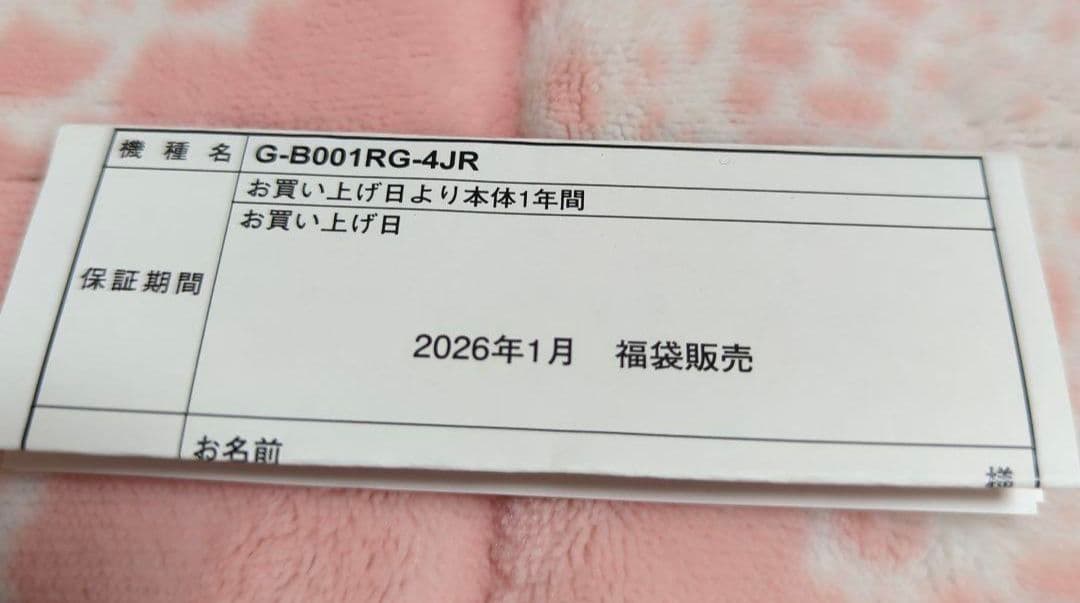 機種名 G-B001RG-4JR
お買い上げ日より本体1年間
お買い上げ日
保証期間
2026年1月 福袋販売
お名前
様